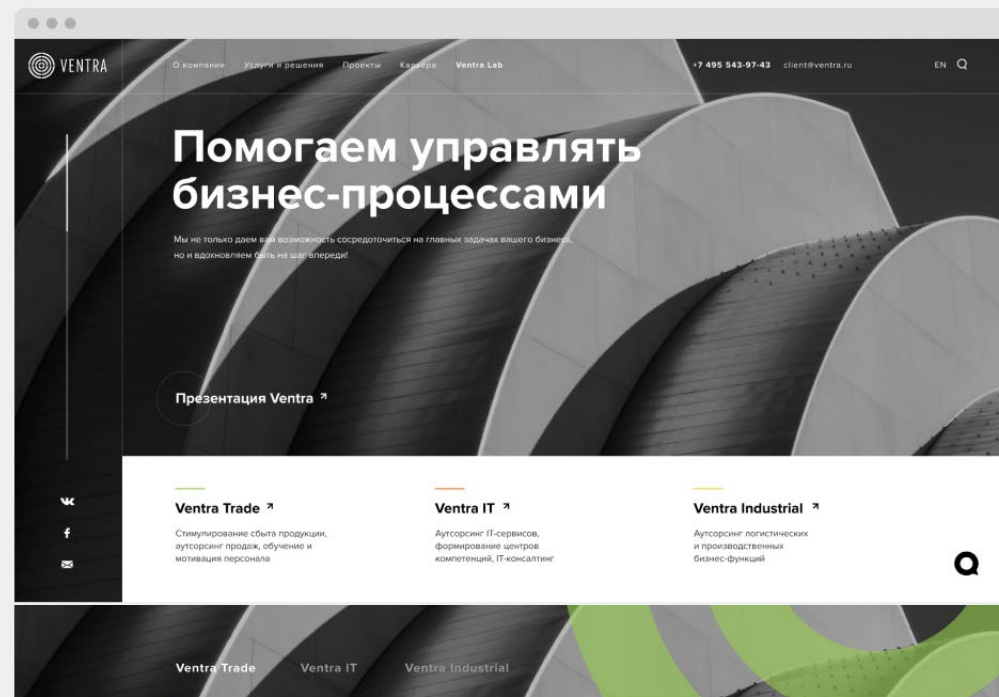 VENTRA
О компании Услуги и решения Проекты Карьера Ventra Lab +7 495 543-97-43 client@ventra.ru EN
Помогаем управлять
бизнес-процессами
Мы не только даем вам возможность сосредоточиться на главных задачах вашего бизнеса,
но и вдохновляем быть на шаг впереди!
Презентация Ventra
Ventra Trade
Стимулирование сбыта продукции,
аутсорсинг продаж, обучение и
мотивация персонала
Ventra IT
Аутсорсинг IT-сервисов,
формирование центров
компетенций, IT-консалтинг
Ventra Industrial
Аутсорсинг логистических
и производственных
бизнес-функций
Ventra Trade Ventra IT Ventra Industrial